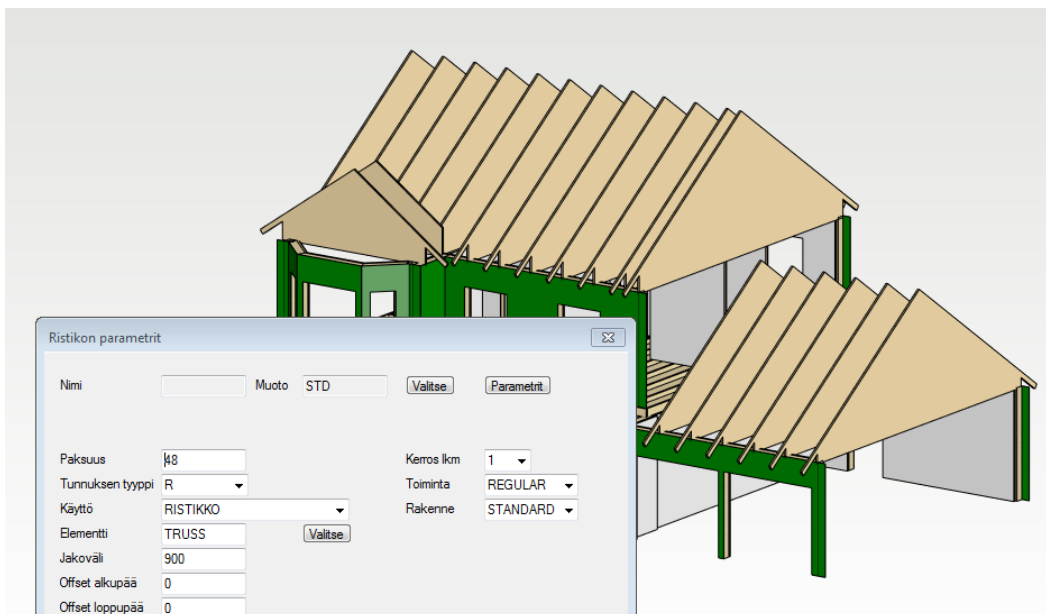 Ristikon parametrit
Nimi Muoto STD Valitse Parametrit
Paksuus 48 Kerros lkm 1
Tunnuksen tyyppi R Toiminta REGULAR
Käyttö RISTIKKO Rakenne STANDARD
Elementti TRUSS Valitse
Jakoväli 900
Offset alkupää 0
Offset loppupää 0